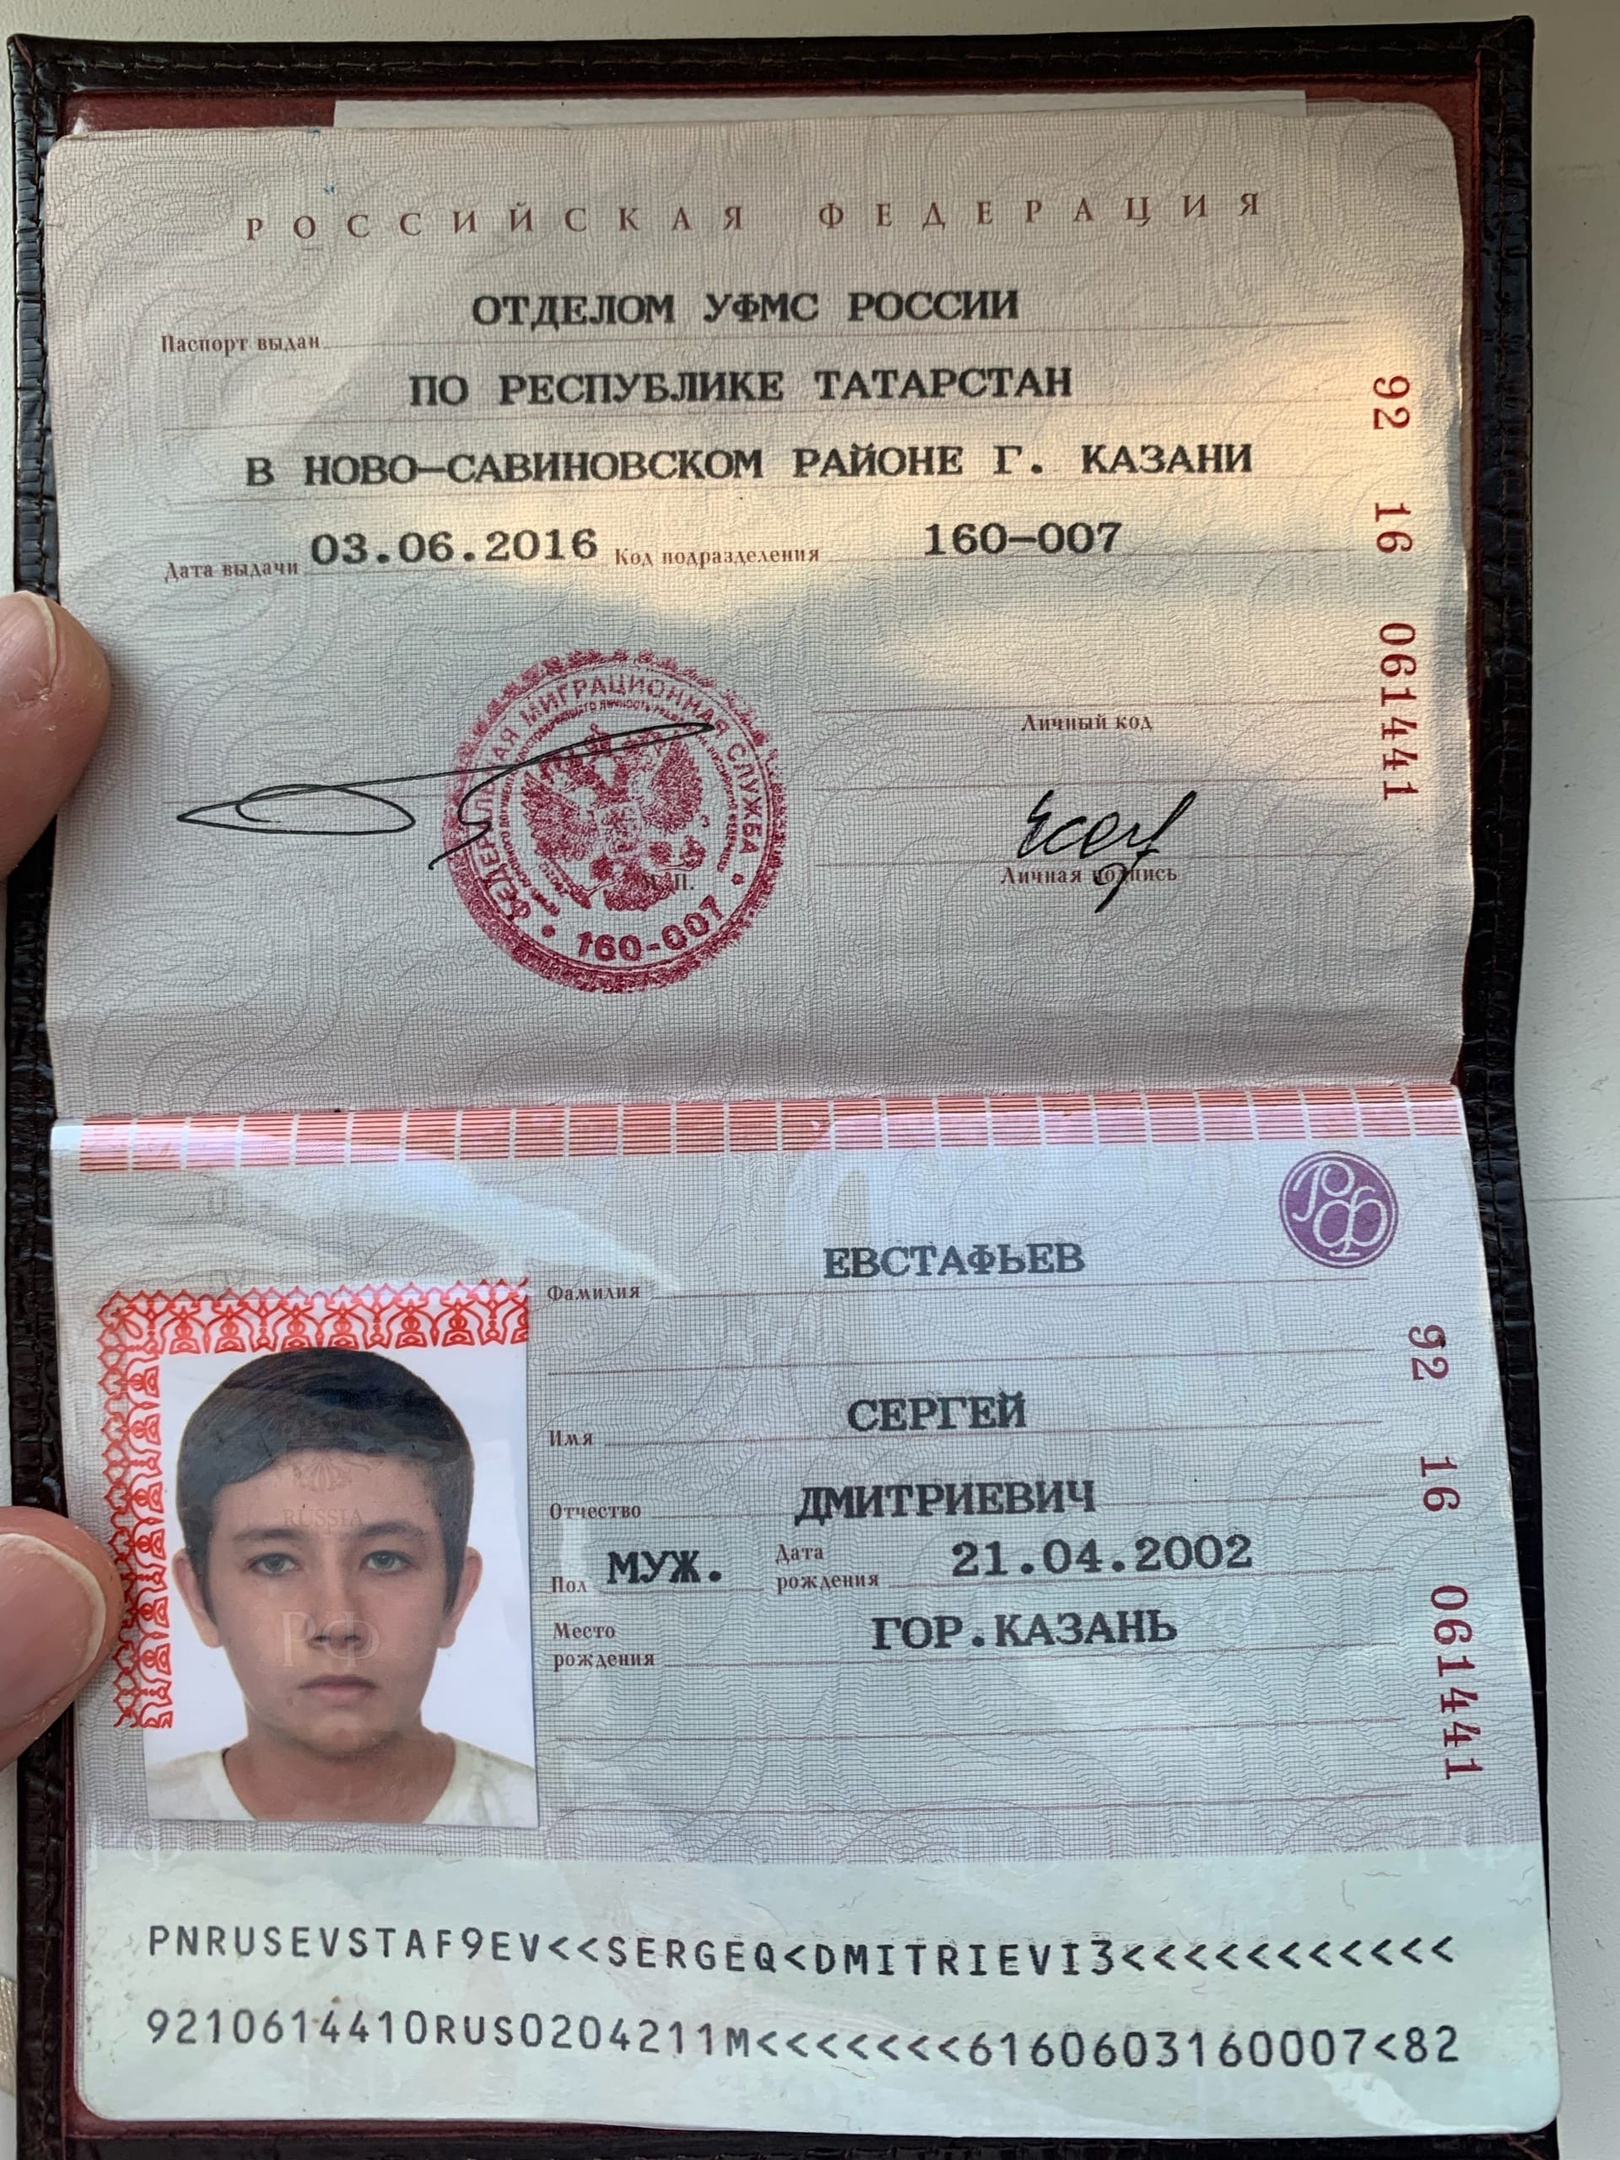 РОССИЙСКАЯ ФЕДЕРАЦИЯ
Паспорт выдан ОТДЕЛОМ УФМС РОССИИ
ПО РЕСПУБЛИКЕ ТАТАРСТАН
В НОВО-САВИНОВСКОМ РАЙОНЕ Г. КАЗАНИ
Дата выдачи 03.06.2016 Код подразделения 160-007
92 16 061441
Личный код
Личная подпись
ФЕДЕРАЛЬНАЯ МИГРАЦИОННАЯ СЛУЖБА
М.П.
160-007
РФ
Фамилия ЕВСТАФЬЕВ
Имя СЕРГЕЙ
Отчество ДМИТРИЕВИЧ
Пол МУЖ. Дата рождения 21.04.2002
Место рождения ГОР.КАЗАНЬ
92 16 061441
RUSSIA
РФ
PNRUSEVSTAF9EV<<SERGEQ<DMITRIEVI3<<<<<<<<<<<
9210614410RUS0204211M<<<<<<<6160603160007<82